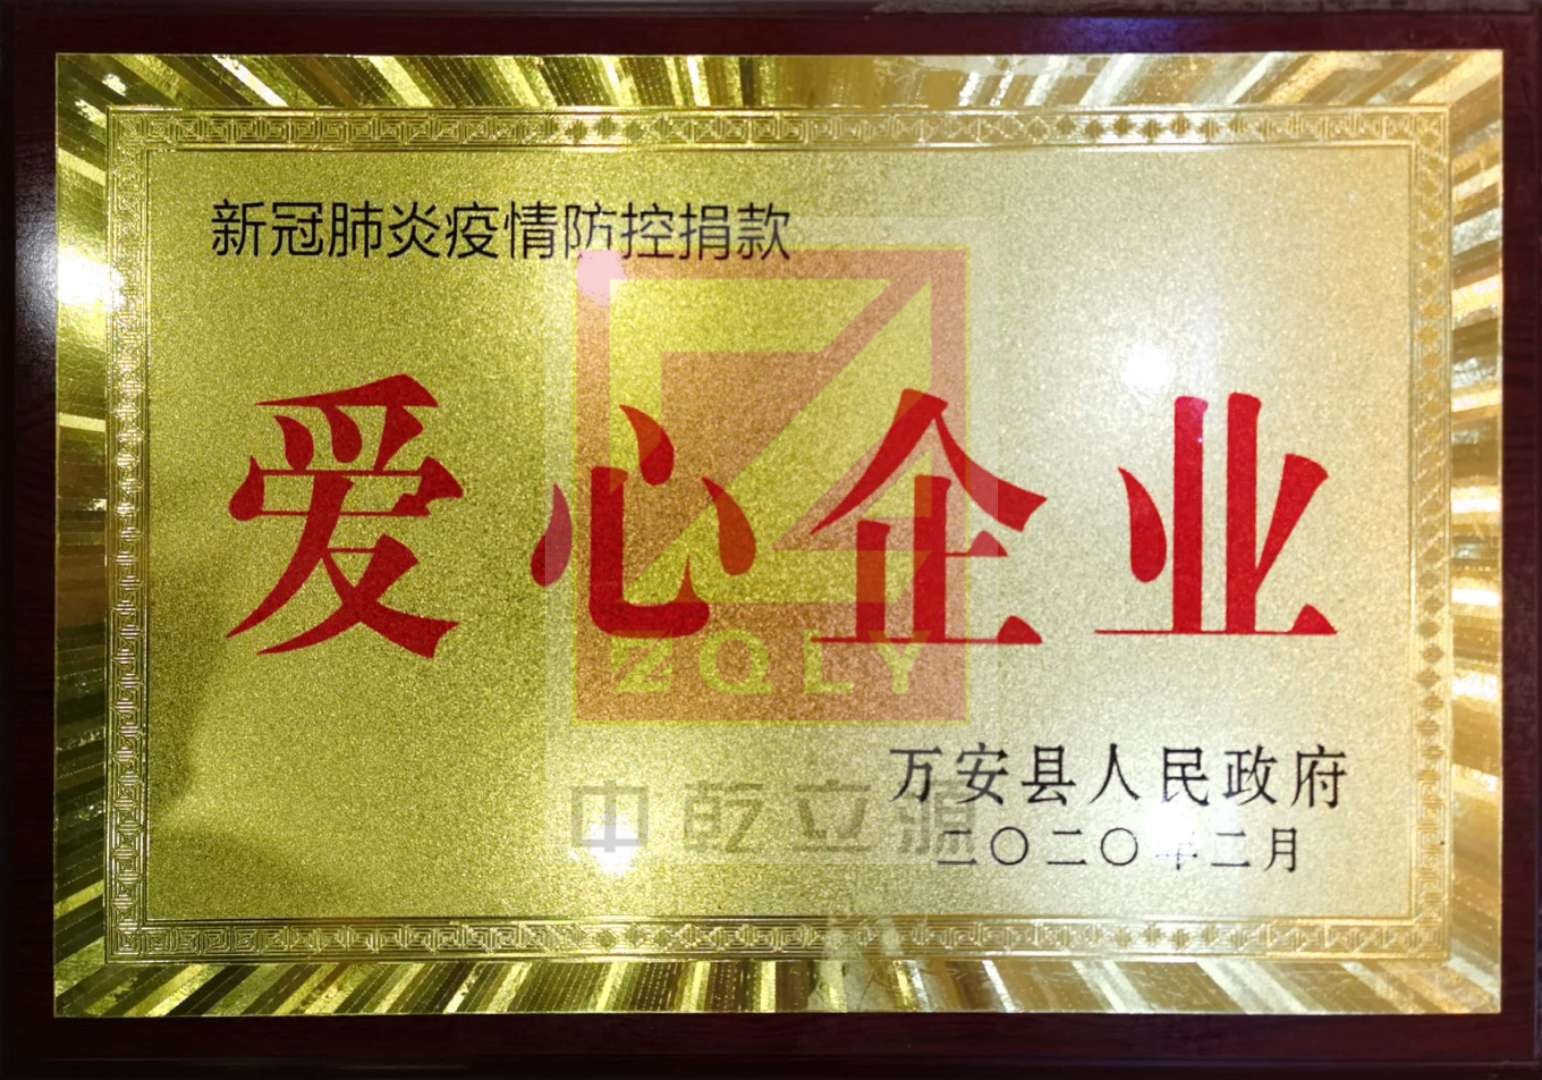 新冠肺炎疫情防控捐款
爱心企业
ZQLY
万安县人民政府
中乾立源
二〇二〇年二月